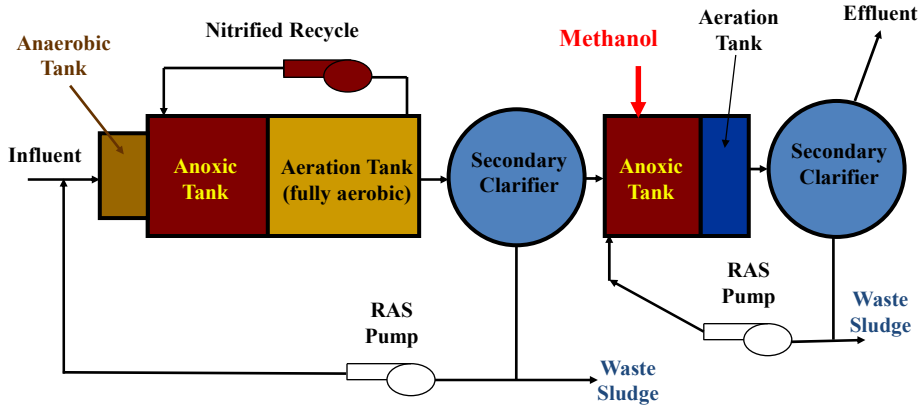 Nitrified Recycle
Anaerobic
Tank
Methanol
Aeration
Tank
Effluent
Influent
Anoxic
Tank
Aeration Tank
(fully aerobic)
Secondary
Clarifier
Anoxic
Tank
Secondary
Clarifier
RAS
Pump
Waste
Sludge
RAS
Pump
Waste
Sludge